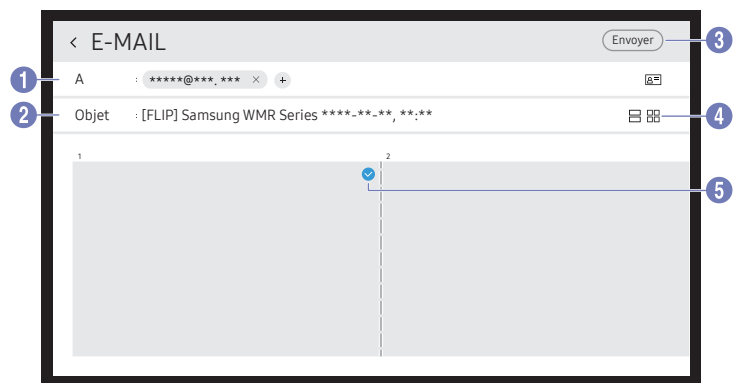 < E-MAIL
Envoyer
3
1
A : *****@***.*** × +
2
Objet : [FLIP] Samsung WMR Series ****-**-**, **:**
4
1
2
5